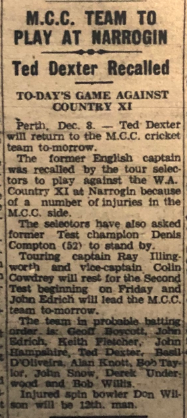 M.C.C. TEAM TO
PLAY AT NARROGIN
Ted Dexter Recalled
TO-DAY'S GAME AGAINST
COUNTRY XI
Perth, Dec. 8. — Ted Dexter
will return to the M.C.C. cricket
team to-morrow.
The former English captain
was recalled by the tour selec-
tors to play against the W.A.
Country XI at Narrogin because
of a number of injuries in the
M.C.C. side.
The selectors have also asked
former Test champion Denis
Compton (52) to stand by.
Touring captain Ray Illing-
worth and vice-captain Colin
Cowdrey will rest for the Second
Test beginning on Friday and
John Edrich will lead the M.C.C.
team to-morrow.
The team in probable batting
order is: Geoff Boycott, John
Edrich, Keith Fletcher, John
Hampshire, Ted Dexter, Basil
D'Oliveira, Alan Knott, Bob Tay-
lor, John Snow, Derek Under-
wood and Bob Willis.
Injured spin bowler Don Wil-
son will be 12th. man.